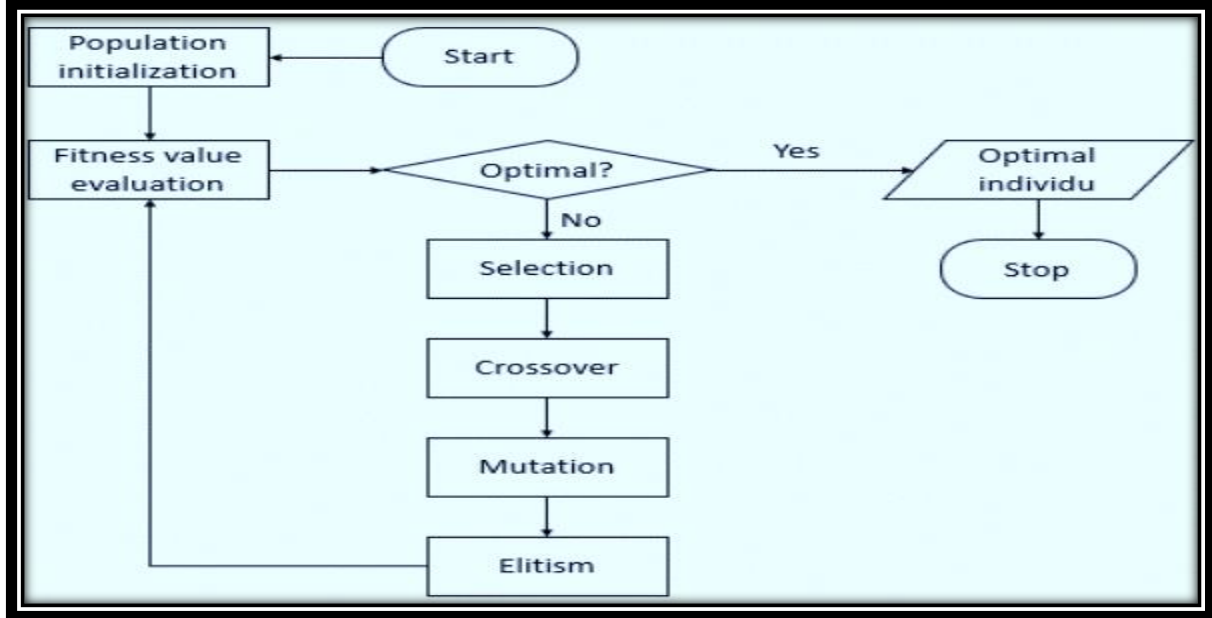 Population
initialization
Start
Fitness value
evaluation
Optimal?
Yes
Optimal
individu
No
Selection
Stop
Crossover
Mutation
Elitism